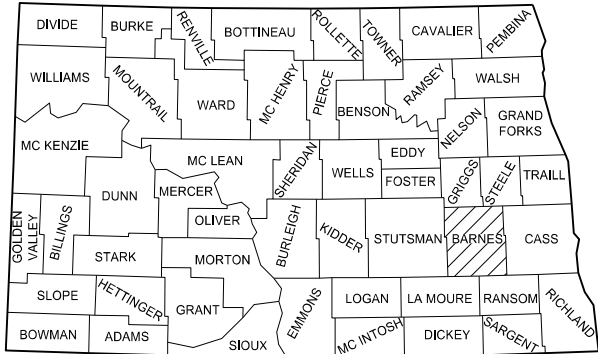 DIVIDE
BURKE
RENVILLE
BOTTINEAU
ROLLETTE
TOWNER
CAVALIER
PEMBINA
WILLIAMS
MOUNTRAIL
WARD
MC HENRY
PIERCE
BENSON
RAMSEY
WALSH
NELSON
GRAND
FORKS
MC KENZIE
DUNN
MC LEAN
MERCER
OLIVER
SHERIDAN
WELLS
EDDY
FOSTER
GRIGGS
STEELE
TRAILL
GOLDEN
VALLEY
BILLINGS
STARK
MORTON
BURLEIGH
KIDDER
STUTSMAN
BARNES
CASS
SLOPE
HETTINGER
GRANT
EMMONS
LOGAN
LA MOURE
RANSOM
RICHLAND
BOWMAN
ADAMS
SIOUX
MC INTOSH
DICKEY
SARGENT